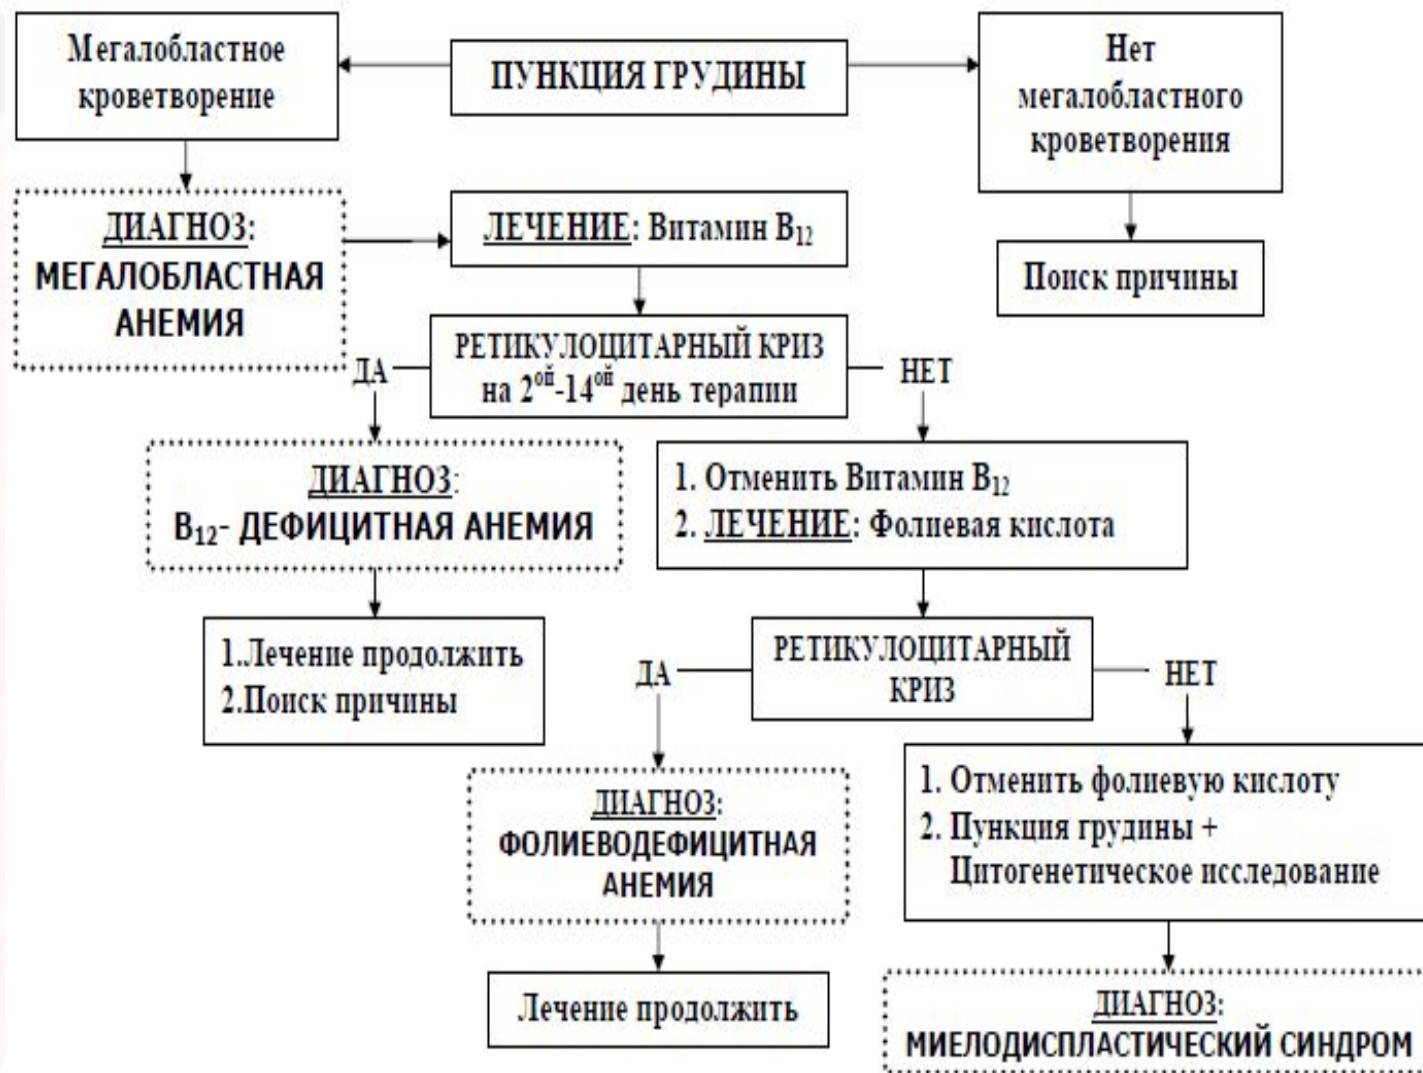 Мегалобластное
кроветворение
ПУНКЦИЯ ГРУДИНЫ
Нет
мегалобластного
кроветворения
ДИАГНОЗ:
МЕГАЛОБЛАСТНАЯ
АНЕМИЯ
ЛЕЧЕНИЕ: Витамин В12
Поиск причины
РЕТИКУЛОЦИТАРНЫЙ КРИЗ
на 2ой-14ой день терапии
ДА
НЕТ
ДИАГНОЗ:
В12- ДЕФИЦИТНАЯ АНЕМИЯ
1. Отменить Витамин В12
2. ЛЕЧЕНИЕ: Фолиевая кислота
1.Лечение продолжить
2.Поиск причины
РЕТИКУЛОЦИТАРНЫЙ
КРИЗ
ДА
НЕТ
ДИАГНОЗ:
ФОЛИЕВОДЕФИЦИТНАЯ
АНЕМИЯ
1. Отменить фолиевую кислоту
2. Пункция грудины +
Цитогенетическое исследование
Лечение продолжить
ДИАГНОЗ:
МИЕЛОДИСПЛАСТИЧЕСКИЙ СИНДРОМ